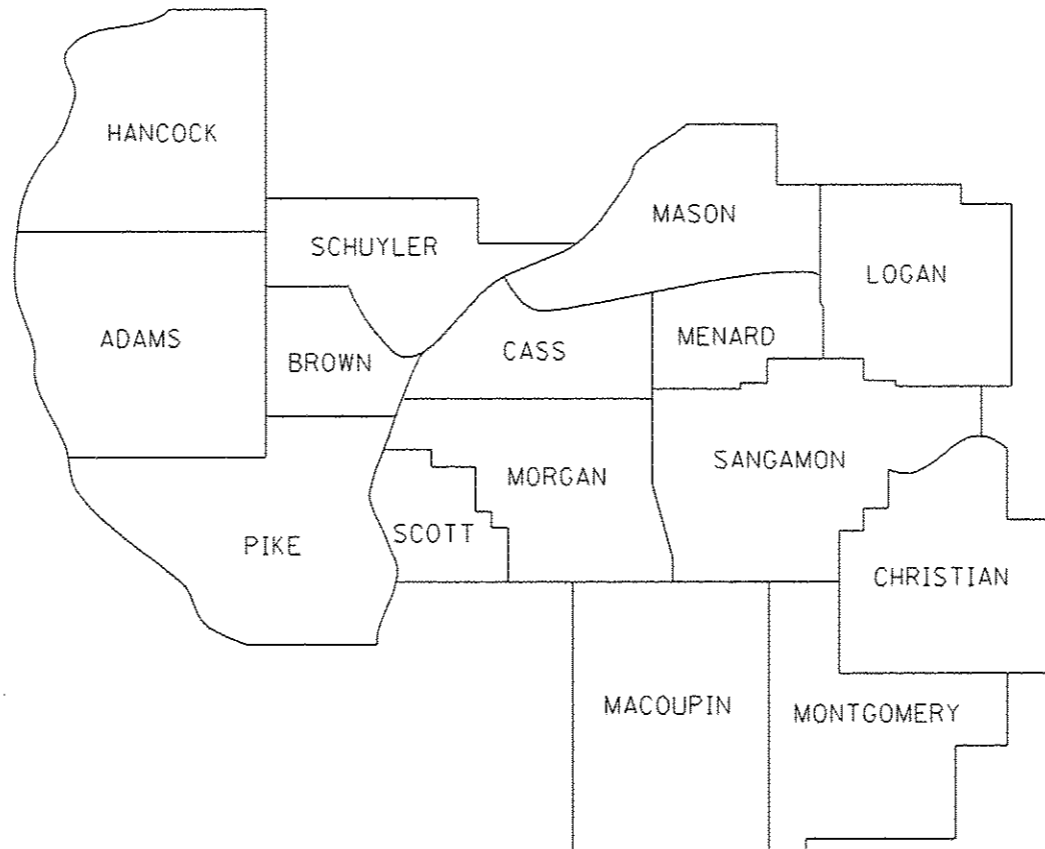 HANCOCK
MASON
SCHUYLER
LOGAN
ADAMS
MENARD
CASS
BROWN
SANGAMON
MORGAN
SCOTT
PIKE
CHRISTIAN
MACOUPIN
MONTGOMERY